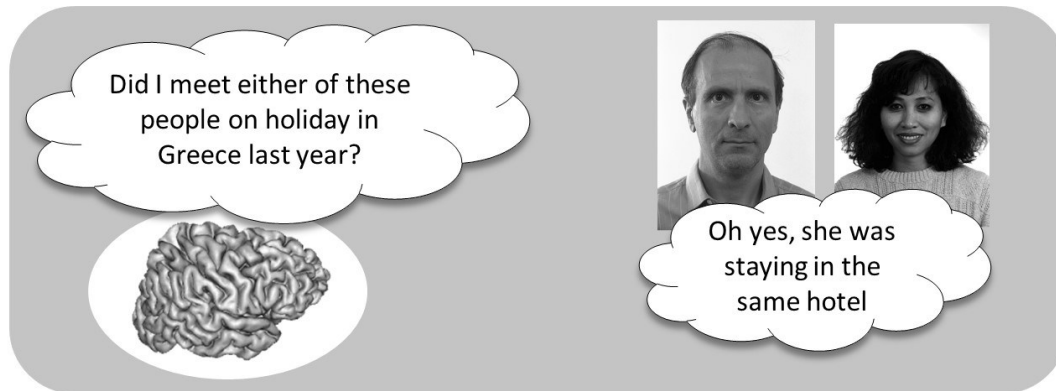 Did I meet either of these
people on holiday in
Greece last year?
Oh yes, she was
staying in the
same hotel